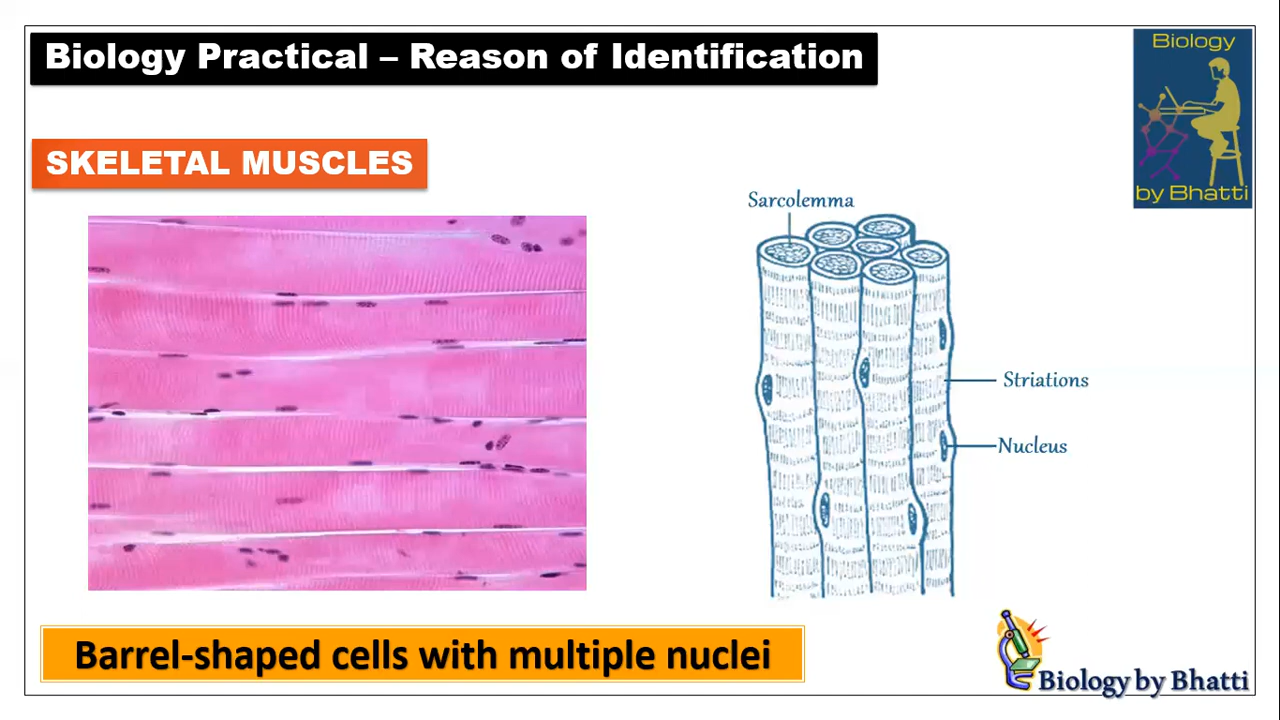 Biology Practical – Reason of Identification
Biology
by Bhatti
SKELETAL MUSCLES
Sarcolemma
Striations
Nucleus
Barrel-shaped cells with multiple nuclei
Biology by Bhatti